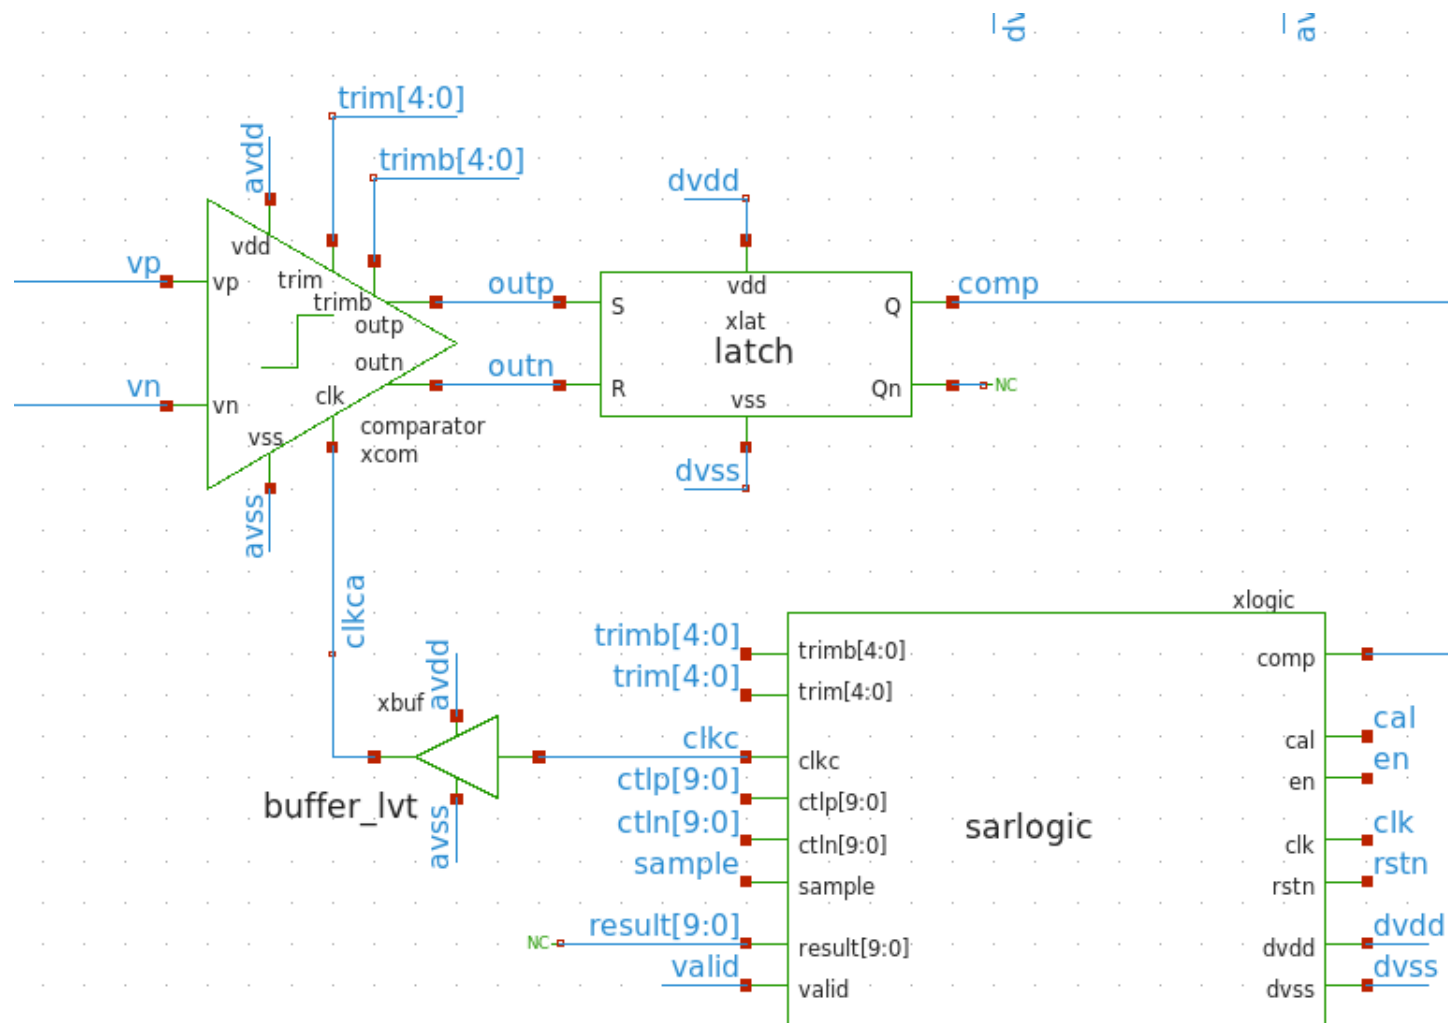 dv
av
trim[4:0]
avdd
trimb[4:0]
dvdd
vdd
vp
vp
trim
trimb
outp
outp
S
vdd
xlat
latch
Q
comp
outn
outn
R
vss
Qn
NC
vn
vn
clk
vss
comparator
xcom
avss
dvss
clkca
xlogic
trimb[4:0]
trimb[4:0]
comp
trim[4:0]
trim[4:0]
avdd
xbuf
clkc
clkc
cal
cal
ctlp[9:0]
ctlp[9:0]
en
en
buffer_lvt
avss
ctln[9:0]
ctln[9:0]
sarlogic
clk
clk
sample
sample
rstn
rstn
NC
result[9:0]
result[9:0]
dvdd
dvdd
valid
valid
dvss
dvss